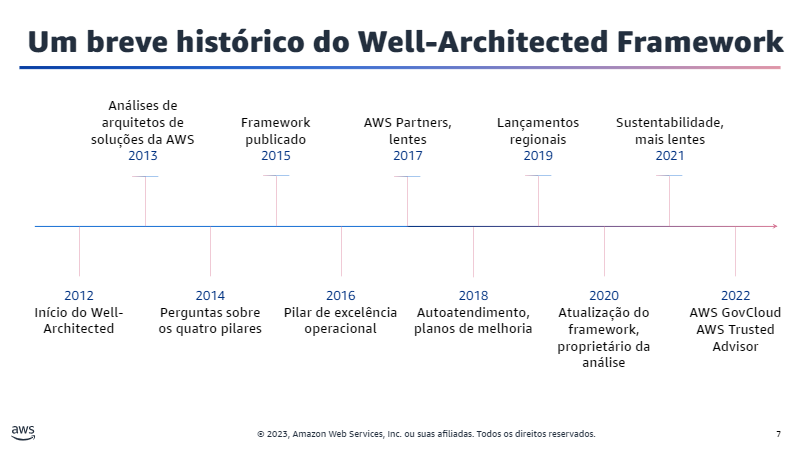 Um breve histórico do Well-Architected Framework
Análises de
arquitetos de
soluções da AWS
2013
Framework
publicado
2015
AWS Partners,
lentes
2017
Lançamentos
regionais
2019
Sustentabilidade,
mais lentes
2021
2012
Início do Well-
Architected
2014
Perguntas sobre
os quatro pilares
2016
Pilar de excelência
operacional
2018
Autoatendimento,
planos de melhoria
2020
Atualização do
framework,
proprietário da
análise
2022
AWS GovCloud
AWS Trusted
Advisor
aws
© 2023, Amazon Web Services, Inc. ou suas afiliadas. Todos os direitos reservados.
7